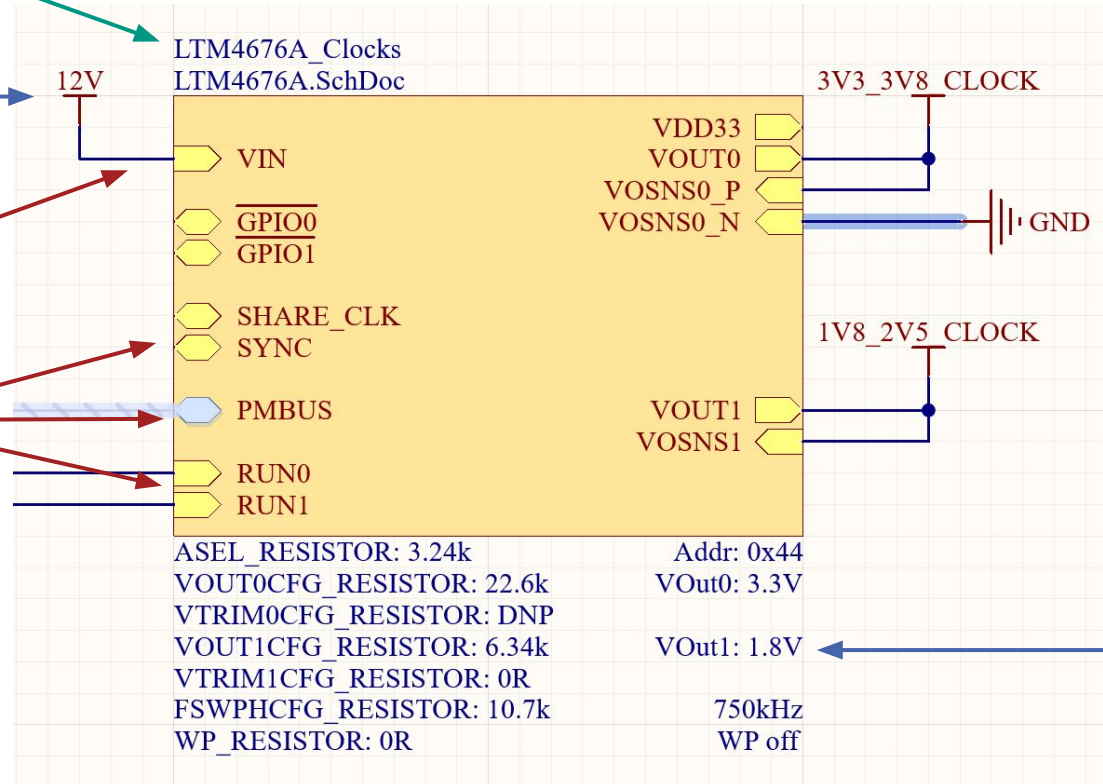 LTM4676A_Clocks
LTM4676A.SchDoc
12V
3V3_3V8_CLOCK
VDD33
VIN
VOUT0
VOSNS0_P
GPIO0
VOSNS0_N
GND
GPIO1
SHARE_CLK
1V8_2V5_CLOCK
SYNC
PMBUS
VOUT1
VOSNS1
RUN0
RUN1
ASEL_RESISTOR: 3.24k
Addr: 0x44
VOUT0CFG_RESISTOR: 22.6k
VOut0: 3.3V
VTRIM0CFG_RESISTOR: DNP
VOUT1CFG_RESISTOR: 6.34k
VOut1: 1.8V
VTRIM1CFG_RESISTOR: 0R
FSWPHCFG_RESISTOR: 10.7k
750kHz
WP_RESISTOR: 0R
WP off